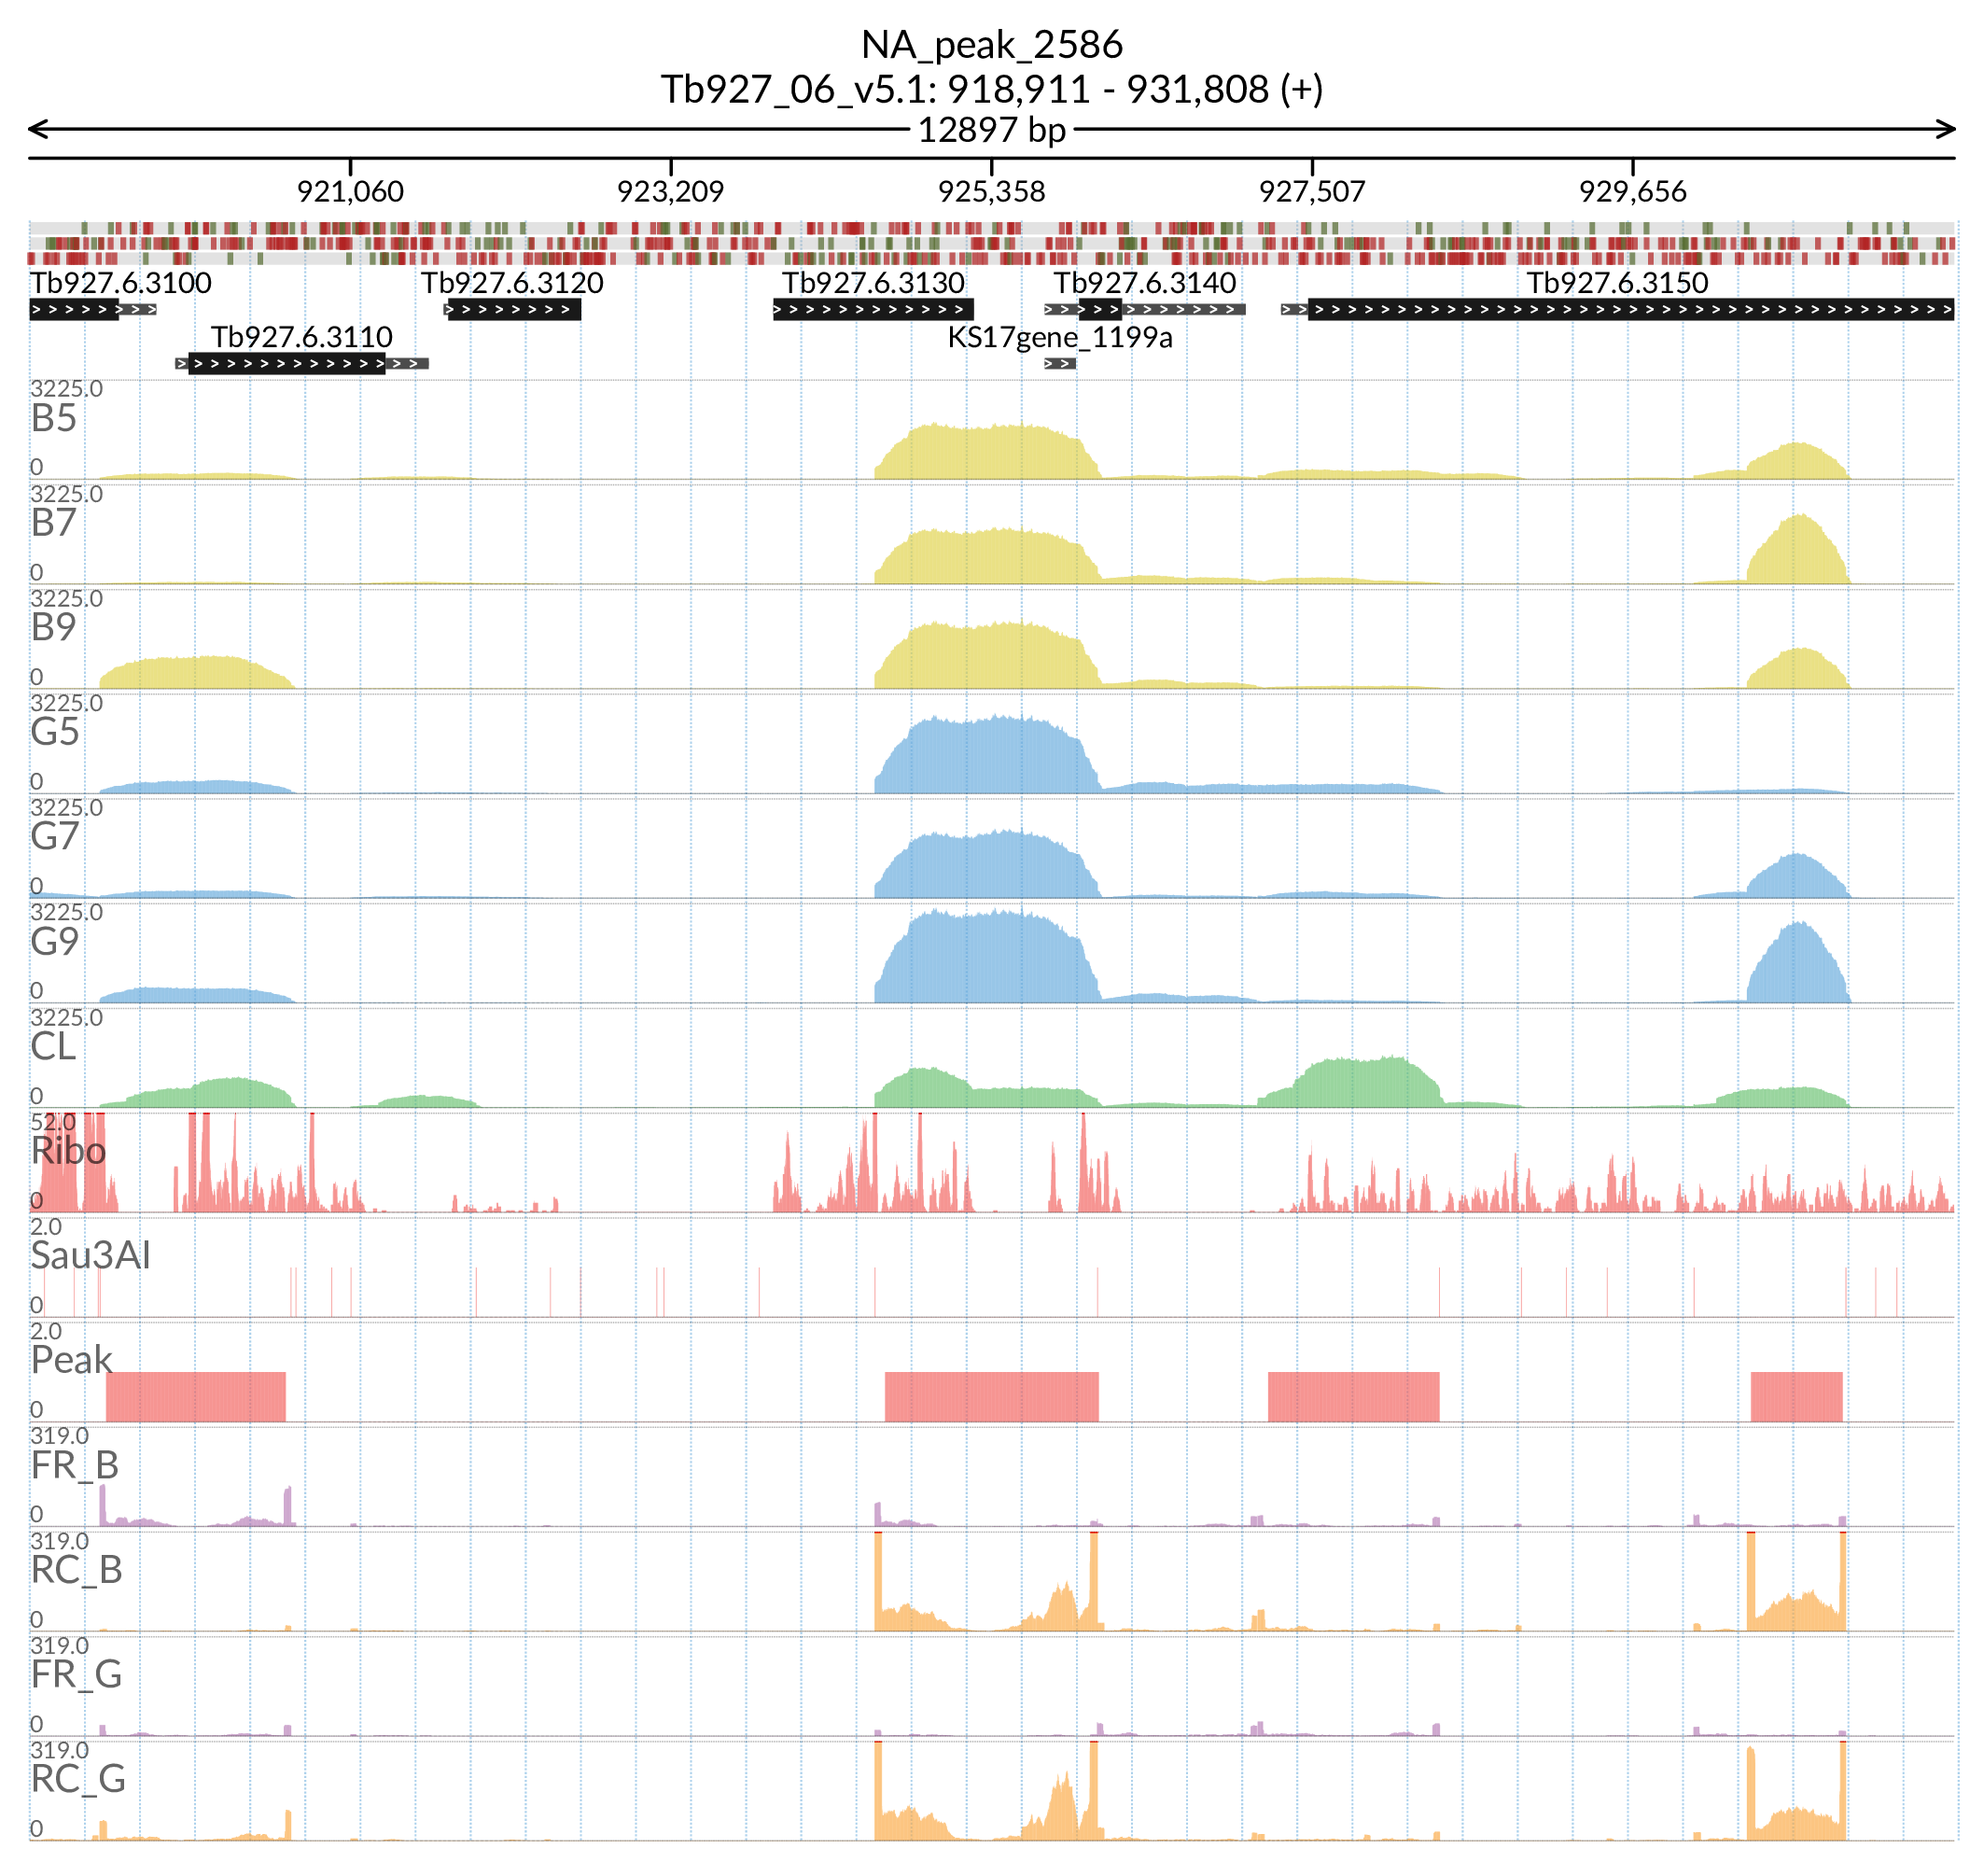 NA_peak_2586
Tb927_06_v5.1: 918,911 - 931,808 (+)
12897 bp
921,060 923,209 925,358 927,507 929,656
Tb927.6.3100 Tb927.6.3120 Tb927.6.3130 Tb927.6.3140 Tb927.6.3150
Tb927.6.3110 KS17gene_1199a
3225.0
B5
0
3225.0
B7
0
3225.0
B9
0
3225.0
G5
0
3225.0
G7
0
3225.0
G9
0
3225.0
CL
0
52.0
Ribo
0
2.0
Sau3AI
0
2.0
Peak
0
319.0
FR_B
0
319.0
RC_B
0
319.0
FR_G
0
319.0
RC_G
0